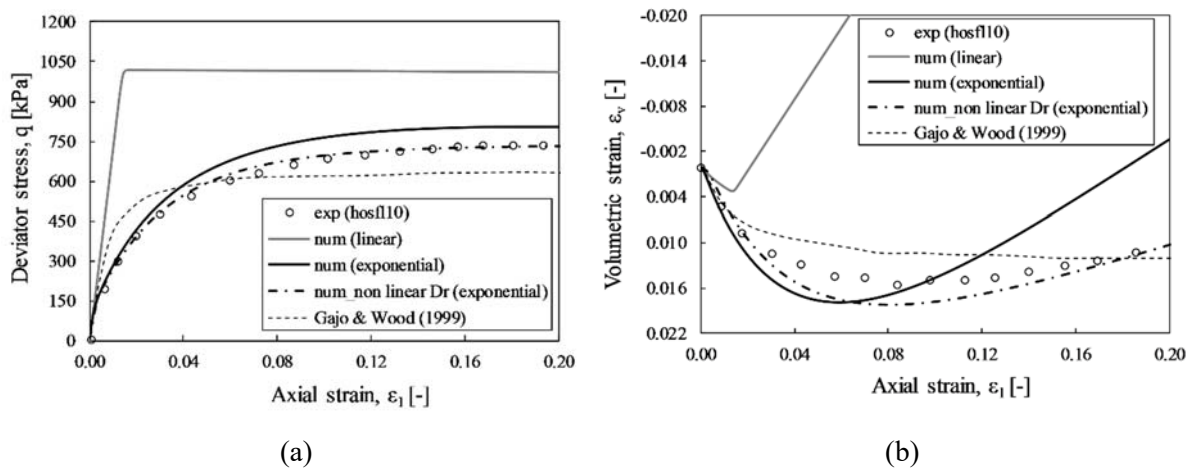 1200
1050
900
750
600
450
300
150
0
Deviator stress, q [kPa]
exp (hosfl10)
num (linear)
num (exponential)
num_non linear Dr (exponential)
Gajo & Wood (1999)
0.00 0.04 0.08 0.12 0.16 0.20
Axial strain, ε1 [-]
(a)
-0.020
-0.014
-0.008
-0.002
0.004
0.010
0.016
0.022
Volumetric strain, εv [-]
exp (hosfl10)
num (linear)
num (exponential)
num_non linear Dr (exponential)
Gajo & Wood (1999)
0.00 0.04 0.08 0.12 0.16 0.20
Axial strain, ε1 [-]
(b)